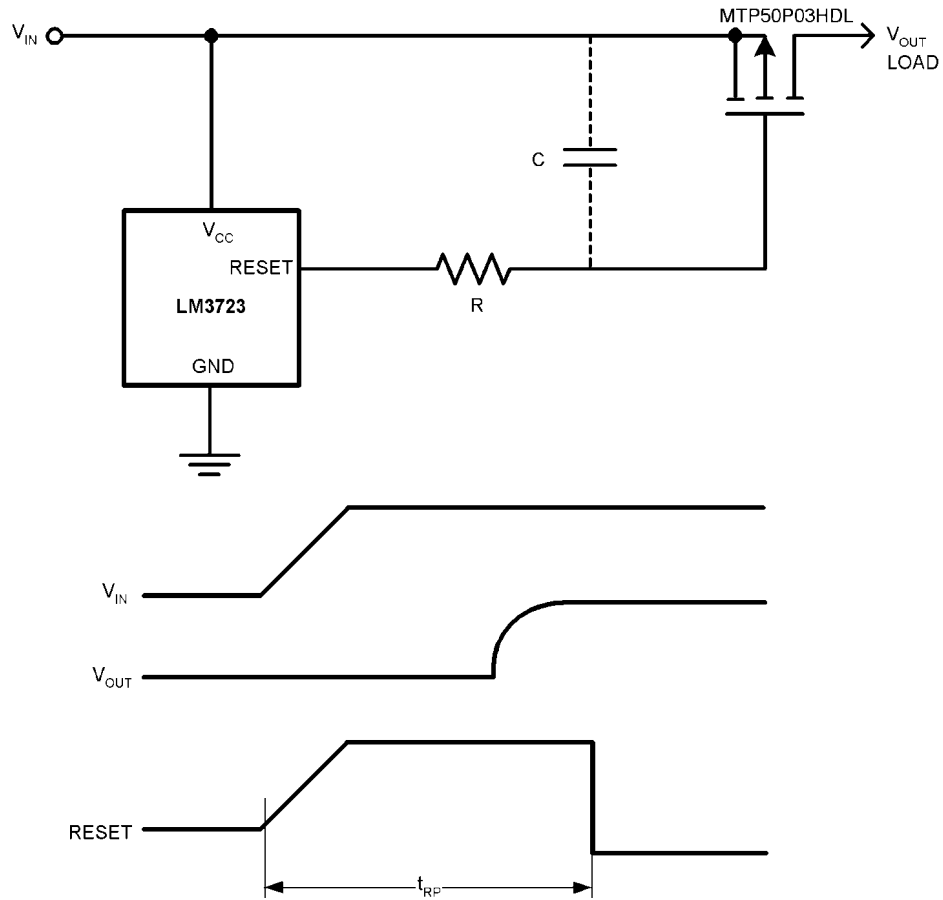 MTP50P03HDL
VIN
VOUT
LOAD
C
VCC
RESET
R
LM3723
GND
VIN
VOUT
RESET
tRP